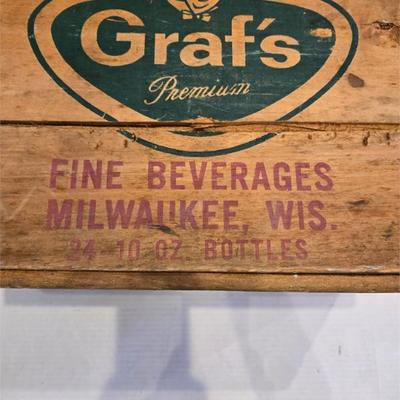 Graf's
Premium
FINE BEVERAGES
MILWAUKEE, WIS.
24-10 OZ. BOTTLES